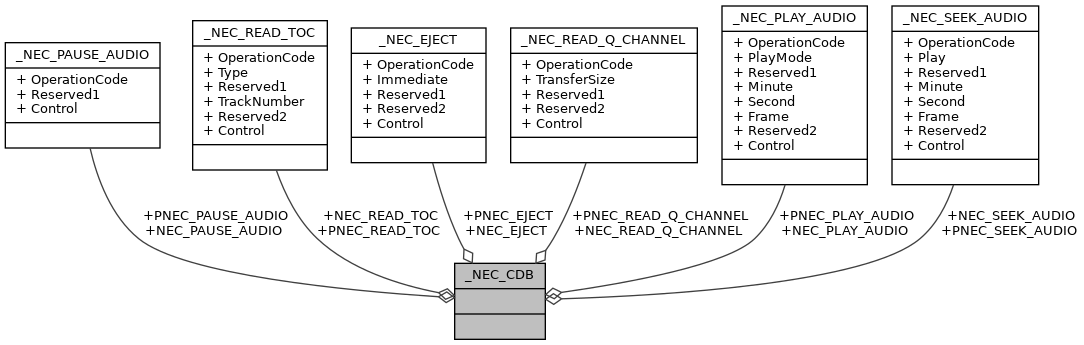 _NEC_PAUSE_AUDIO
+ OperationCode
+ Reserved1
+ Control
_NEC_READ_TOC
+ OperationCode
+ Type
+ Reserved1
+ TrackNumber
+ Reserved2
+ Control
_NEC_EJECT
+ OperationCode
+ Immediate
+ Reserved1
+ Reserved2
+ Control
_NEC_READ_Q_CHANNEL
+ OperationCode
+ TransferSize
+ Reserved1
+ Reserved2
+ Control
_NEC_PLAY_AUDIO
+ OperationCode
+ PlayMode
+ Reserved1
+ Minute
+ Second
+ Frame
+ Reserved2
+ Control
_NEC_SEEK_AUDIO
+ OperationCode
+ Play
+ Reserved1
+ Minute
+ Second
+ Frame
+ Reserved2
+ Control
+PNEC_PAUSE_AUDIO
+NEC_PAUSE_AUDIO
+NEC_READ_TOC
+PNEC_READ_TOC
+PNEC_EJECT
+NEC_EJECT
+PNEC_READ_Q_CHANNEL
+NEC_READ_Q_CHANNEL
+PNEC_PLAY_AUDIO
+NEC_PLAY_AUDIO
+NEC_SEEK_AUDIO
+PNEC_SEEK_AUDIO
_NEC_CDB